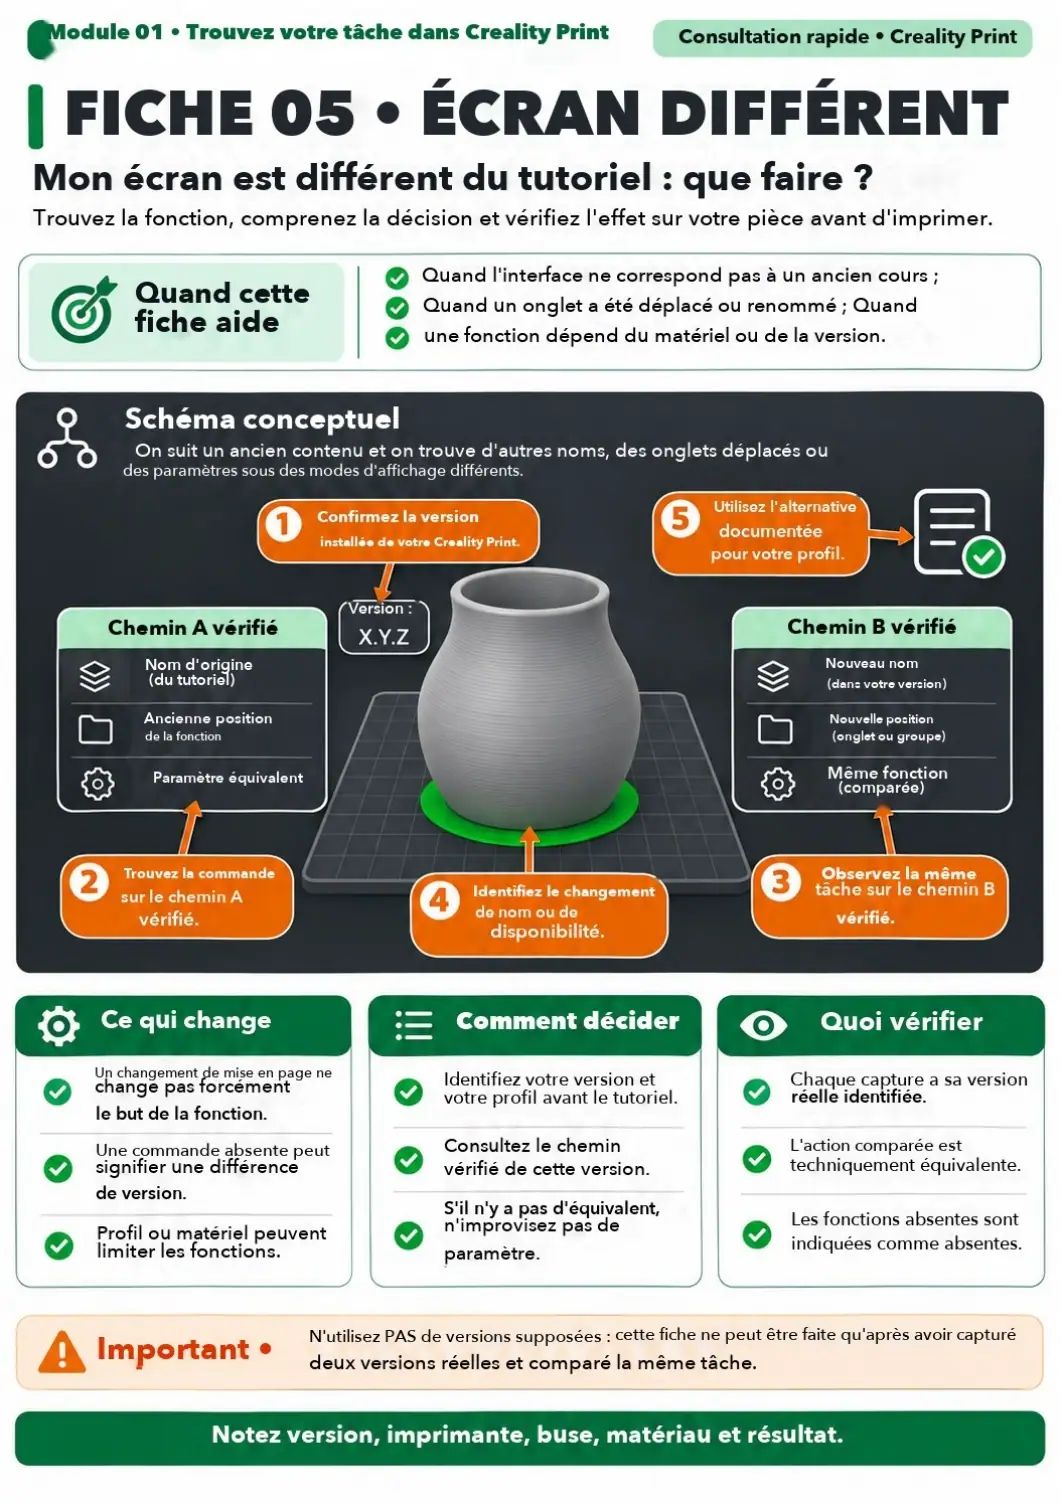 Module 01 • Trouvez votre tâche dans Creality Print
Consultation rapide • Creality Print
FICHE 05 • ÉCRAN DIFFÉRENT
Mon écran est différent du tutoriel : que faire ?
Trouvez la fonction, comprenez la décision et vérifiez l'effet sur votre pièce avant d'imprimer.
Quand cette
fiche aide
Quand l'interface ne correspond pas à un ancien cours ;
Quand un onglet a été déplacé ou renommé ; Quand
une fonction dépend du matériel ou de la version.
Schéma conceptuel
On suit un ancien contenu et on trouve d'autres noms, des onglets déplacés ou
des paramètres sous des modes d'affichage différents.
1 Confirmez la version
installée de votre Creality Print.
5 Utilisez l'alternative
documentée
pour votre profil.
Version :
X.Y.Z
Chemin A vérifié
Nom d'origine
(du tutoriel)
Ancienne position
de la fonction
Paramètre équivalent
Chemin B vérifié
Nouveau nom
(dans votre version)
Nouvelle position
(onglet ou groupe)
Même fonction
(comparée)
2 Trouvez la commande
sur le chemin A
vérifié.
4 Identifiez le changement
de nom ou de
disponibilité.
3 Observez la même
tâche sur le chemin B
vérifié.
Ce qui change
Un changement de mise en page ne
change pas forcément
le but de la fonction.
Une commande absente peut
signifier une différence
de version.
Profil ou matériel peuvent
limiter les fonctions.
Comment décider
Identifiez votre version et
votre profil avant le tutoriel.
Consultez le chemin
vérifié de cette version.
S'il n'y a pas d'équivalent,
n'improvisez pas de
paramètre.
Quoi vérifier
Chaque capture a sa version
réelle identifiée.
L'action comparée est
techniquement équivalente.
Les fonctions absentes sont
indiquées comme absentes.
Important •
N'utilisez PAS de versions supposées : cette fiche ne peut être faite qu'après avoir capturé
deux versions réelles et comparé la même tâche.
Notez version, imprimante, buse, matériau et résultat.